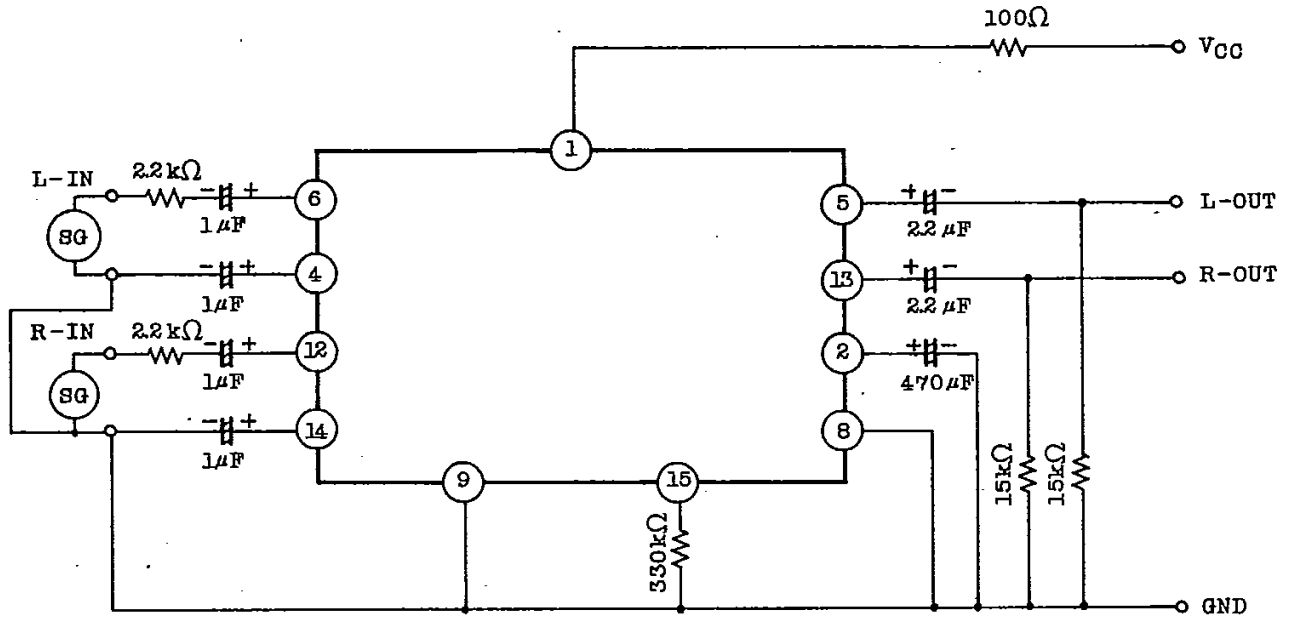 100Ω
VCC
1
L-IN
2.2kΩ
- +
6
1μF
SG
5
+ -
2.2μF
L-OUT
- +
4
1μF
13
+ -
2.2μF
R-OUT
R-IN
2.2kΩ
- +
12
1μF
SG
2
+ -
470μF
- +
14
1μF
8
9
15
330kΩ
15kΩ
15kΩ
GND